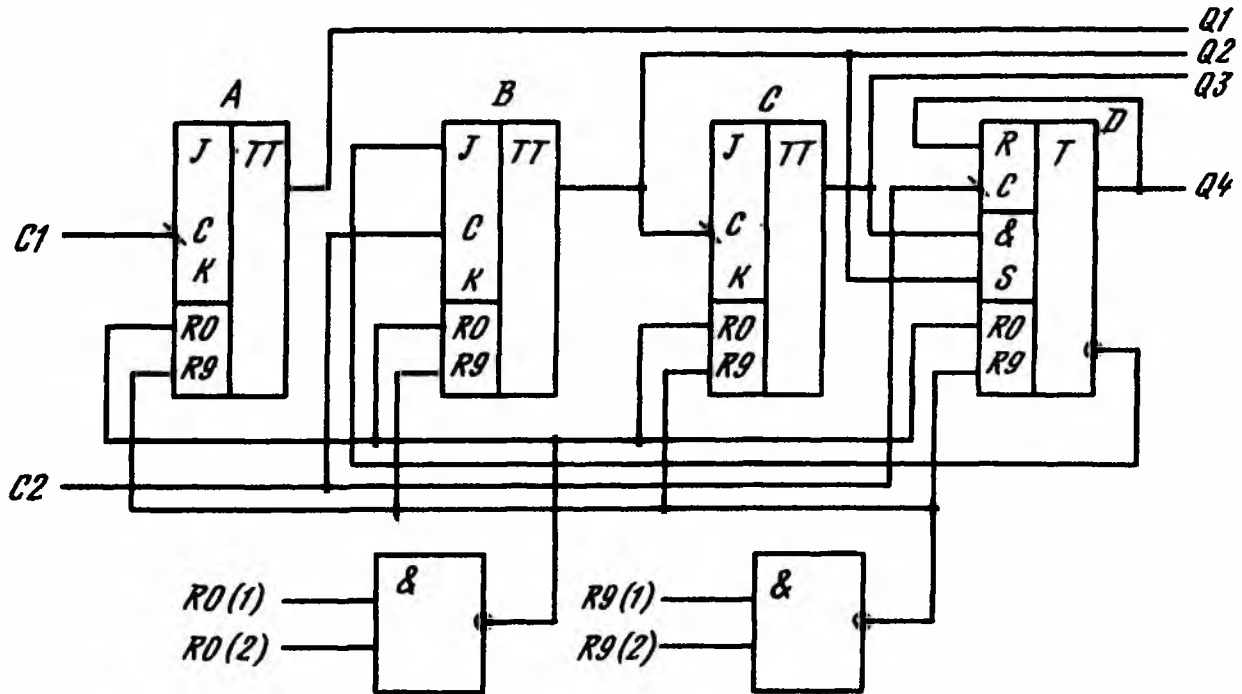 Q1
Q2
Q3
A
B
C
D
J TT
J TT
J TT
R T
C
Q4
C1
C
C
C
&
K
K
K
S
R0
R0
R0
R0
R9
R9
R9
R9
C2
&
&
R0(1)
R9(1)
R0(2)
R9(2)